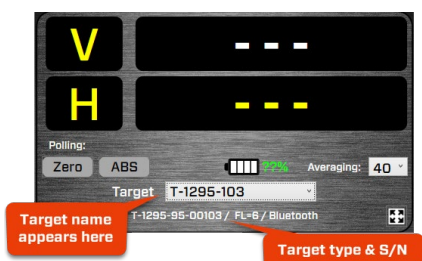 V - - -
H - - -
Polling:
Zero ABS ??% Averaging: 40
Target T-1295-103
Target name
appears here
T-1295-95-00103 / FL=6 / Bluetooth
Target type & S/N